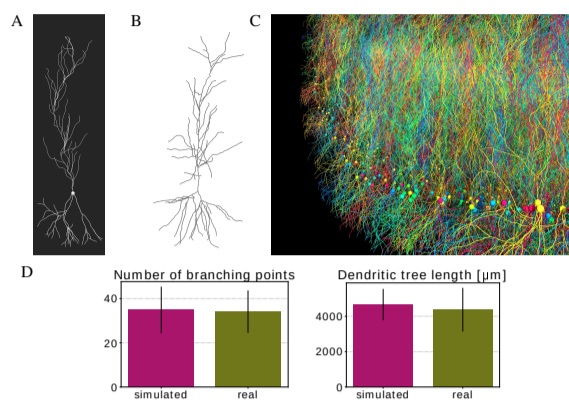 A
B
C
D
Number of branching points
40
20
0
simulated
real
Dendritic tree length [μm]
4000
2000
0
simulated
real